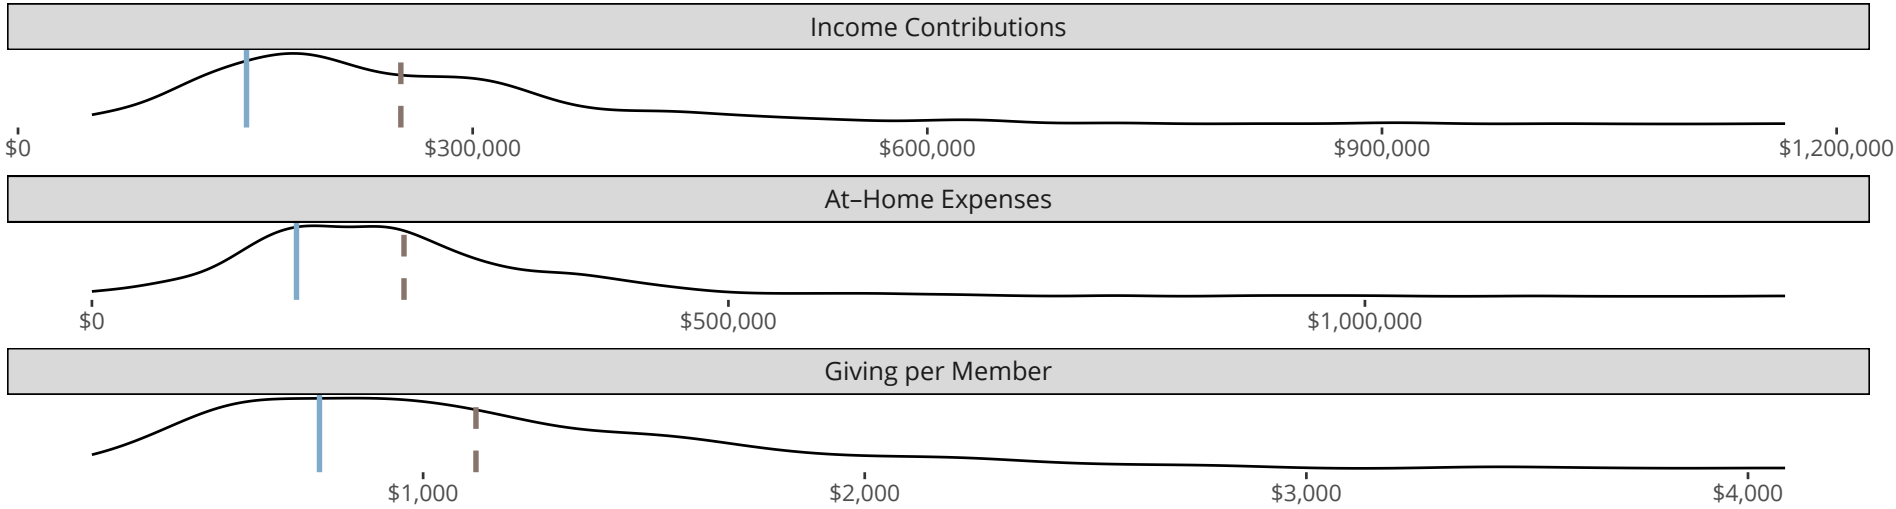 Income Contributions
$0 $300,000 $600,000 $900,000 $1,200,000
At–Home Expenses
$0 $500,000 $1,000,000
Giving per Member
$1,000 $2,000 $3,000 $4,000